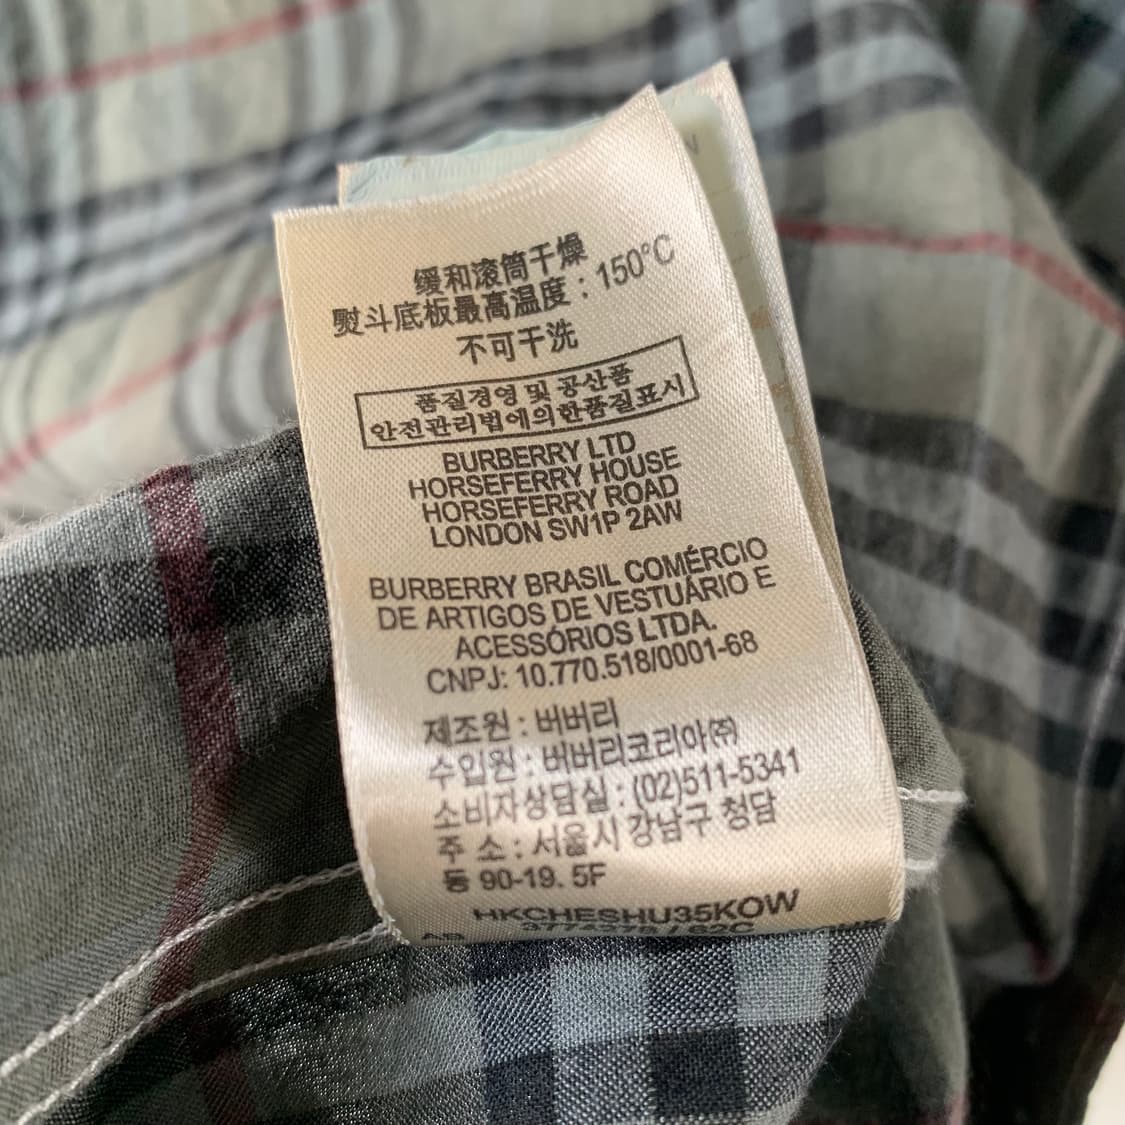 缓和滚筒干燥
熨斗底板最高温度：150°C
不可干洗
품질경영 및 공산품
안전관리법에의한품질표시
BURBERRY LTD
HORSEFERRY HOUSE
HORSEFERRY ROAD
LONDON SW1P 2AW
BURBERRY BRASIL COMÉRCIO
DE ARTIGOS DE VESTUÁRIO E
ACESSÓRIOS LTDA.
CNPJ: 10.770.518/0001-68
제조원 : 버버리
수입원 : 버버리코리아㈜
소비자상담실 : (02)511-5341
주 소 : 서울시 강남구 청담
동 90-19. 5F
HKCHESHU35KOW